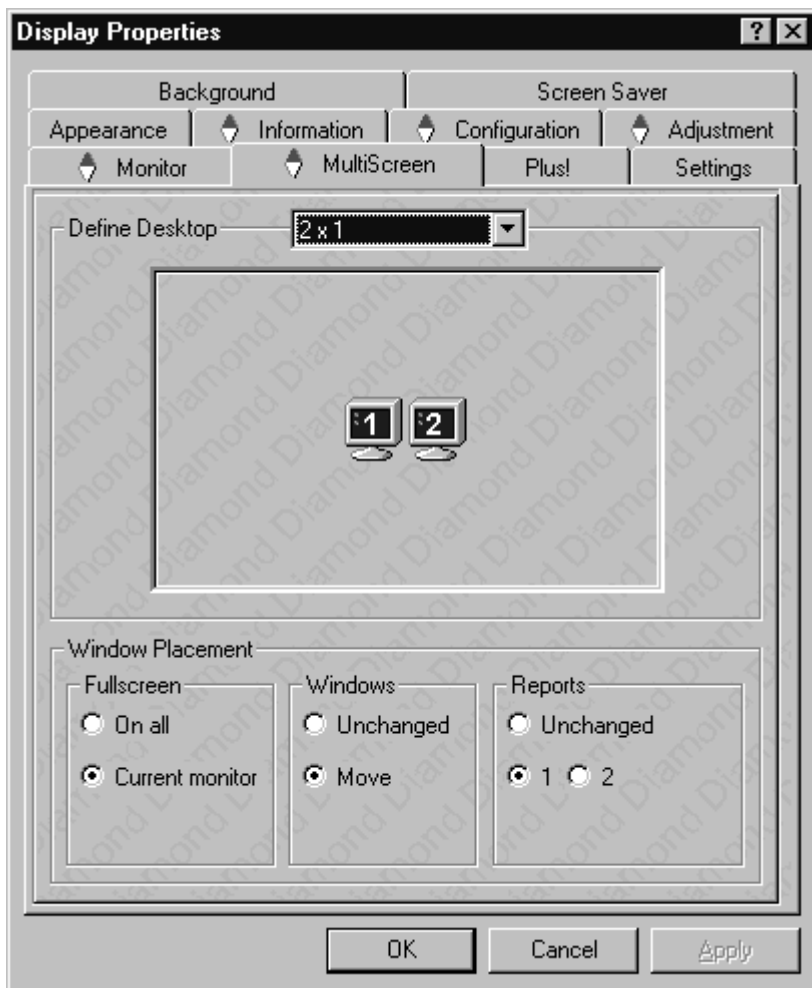 Display Properties
Background Screen Saver
Appearance Information Configuration Adjustment
Monitor MultiScreen Plus! Settings
Define Desktop 2 x 1
1 2
Window Placement
Fullscreen Windows Reports
On all Unchanged Unchanged
Current monitor Move 1 2
OK Cancel Apply